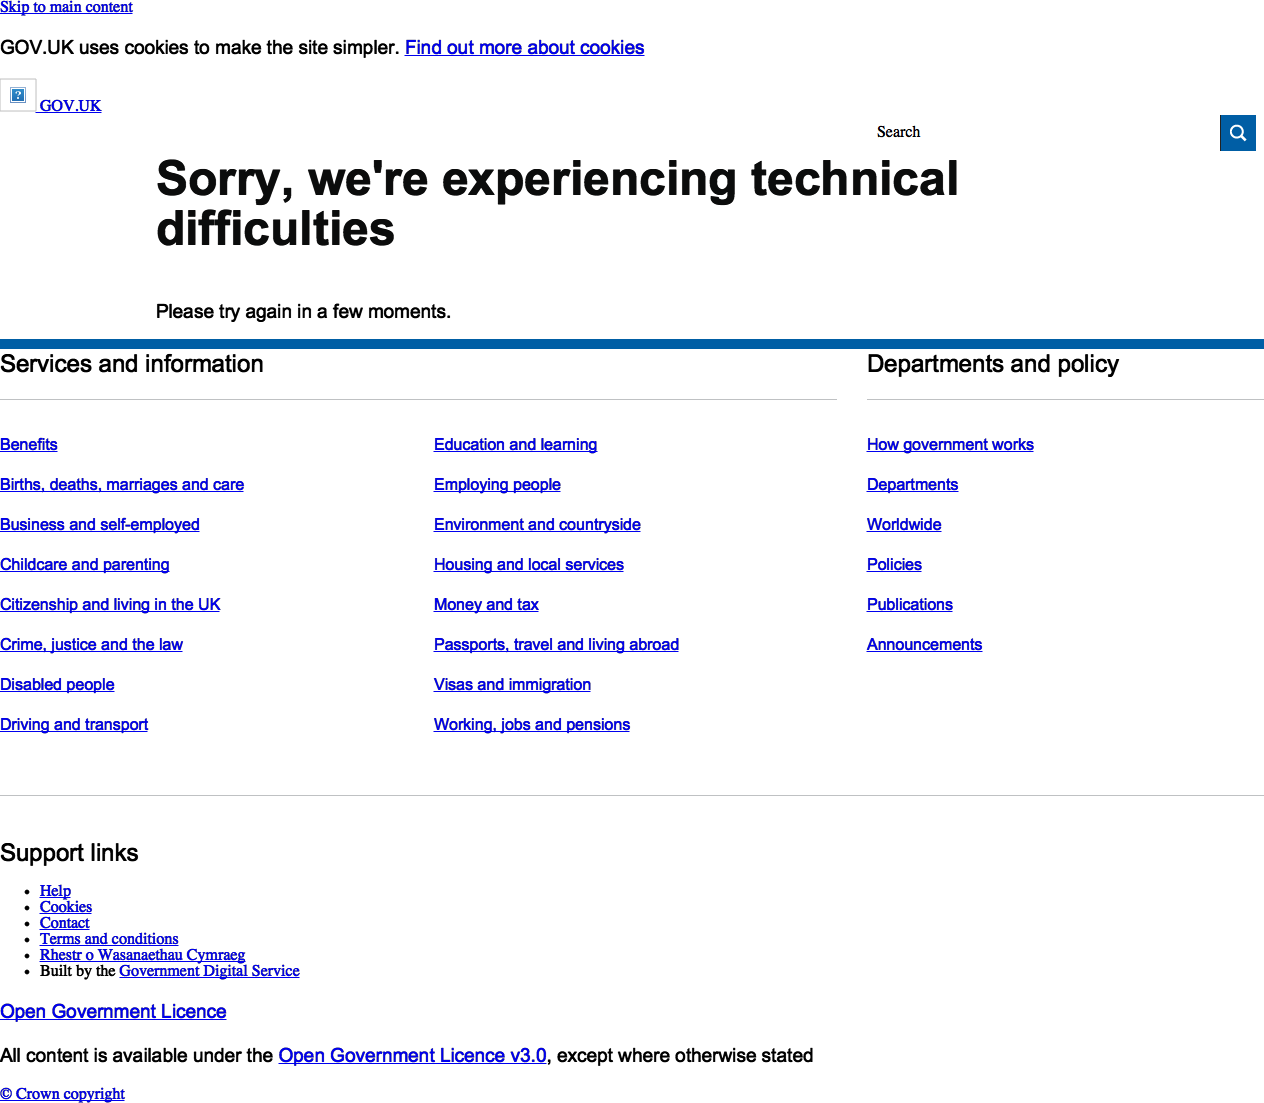 Skip to main content
GOV.UK uses cookies to make the site simpler. Find out more about cookies
GOV.UK
Search
Sorry, we're experiencing technical
difficulties
Please try again in a few moments.
Services and information
Benefits
Births, deaths, marriages and care
Business and self-employed
Childcare and parenting
Citizenship and living in the UK
Crime, justice and the law
Disabled people
Driving and transport
Education and learning
Employing people
Environment and countryside
Housing and local services
Money and tax
Passports, travel and living abroad
Visas and immigration
Working, jobs and pensions
Departments and policy
How government works
Departments
Worldwide
Policies
Publications
Announcements
Support links
Help
Cookies
Contact
Terms and conditions
Rhestr o Wasanaethau Cymraeg
Built by the Government Digital Service
Open Government Licence
All content is available under the Open Government Licence v3.0, except where otherwise stated
© Crown copyright